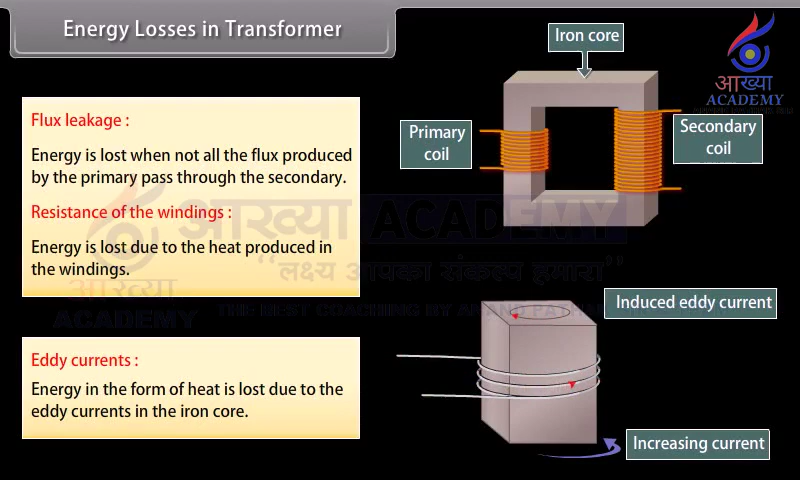 Energy Losses in Transformer
Iron core
आख्या
ACADEMY
Flux leakage :
Energy is lost when not all the flux produced
by the primary pass through the secondary.
Resistance of the windings :
Energy is lost due to the heat produced in
the windings.
Primary
coil
Secondary
coil
आख्या ACADEMY
“लक्ष्य आपका संकल्प हमारा”
आख्या
ACADEMY
THE BEST COACHING BY
Induced eddy current
Eddy currents :
Energy in the form of heat is lost due to the
eddy currents in the iron core.
Increasing current